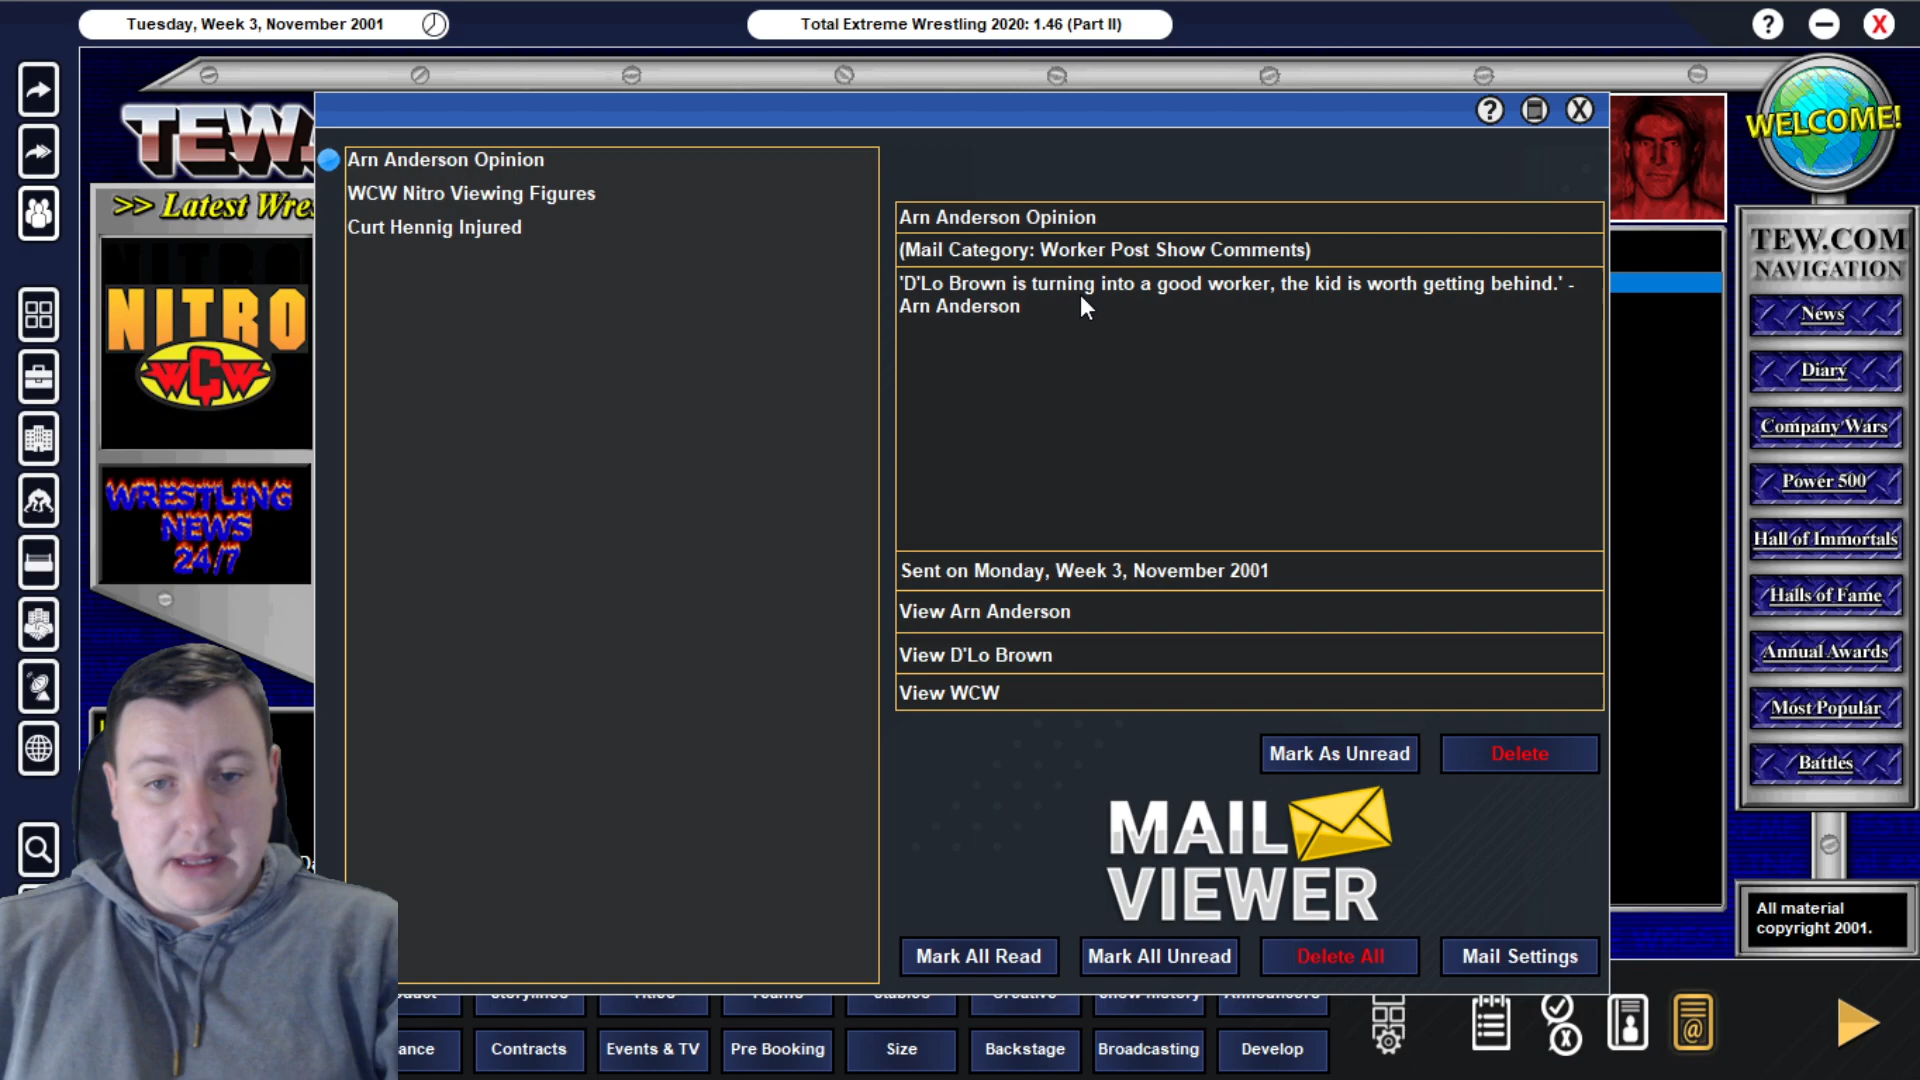 Tuesday, Week 3, November 2001
Total Extreme Wrestling 2020: 1.46 (Part II)
?
X
TEW.
>> Latest Wre
NITRO
WCW
WRESTLING
NEWS
24/7
? X
Arn Anderson Opinion
WCW Nitro Viewing Figures
Curt Hennig Injured
Arn Anderson Opinion
(Mail Category: Worker Post Show Comments)
'D'Lo Brown is turning into a good worker, the kid is worth getting behind.' -
Arn Anderson
Sent on Monday, Week 3, November 2001
View Arn Anderson
View D'Lo Brown
View WCW
Mark As Unread
Delete
MAIL
VIEWER
Mark All Read
Mark All Unread
Delete All
Mail Settings
WELCOME!
TEW.COM
NAVIGATION
News
Diary
Company Wars
Power 500
Hall of Immortals
Halls of Fame
Annual Awards
Most Popular
Battles
All material
copyright 2001.
ance
Contracts
Events & TV
Pre Booking
Size
Backstage
Broadcasting
Develop